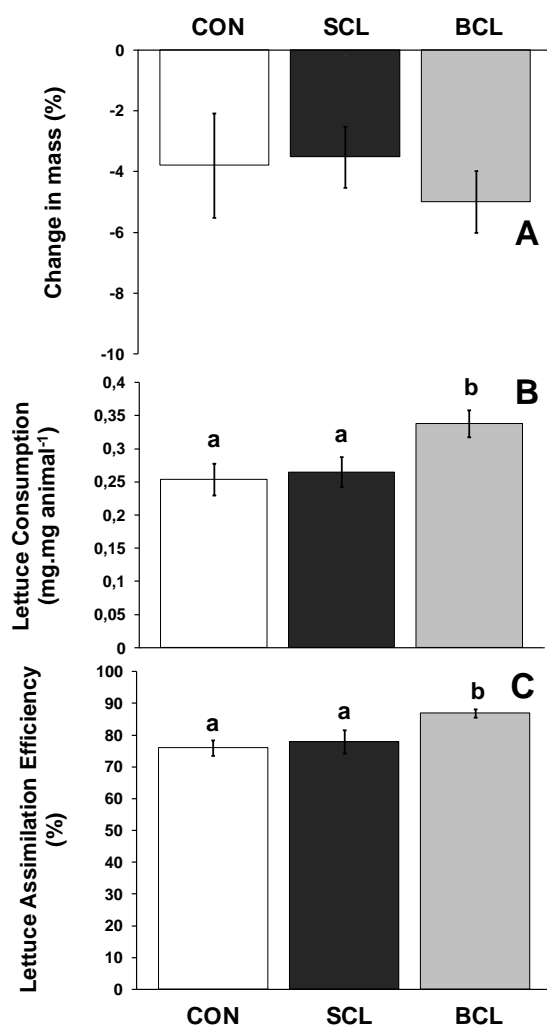 CON SCL BCL
0
-2
-4
-6
-8
-10
Change in mass (%)
A
0,4
0,35
0,3
0,25
0,2
0,15
0,1
0,05
0
Lettuce Consumption
(mg.mg animal⁻¹)
a a b
B
100
90
80
70
60
50
40
30
20
10
0
Lettuce Assimilation Efficiency
(%)
a a b
C
CON SCL BCL